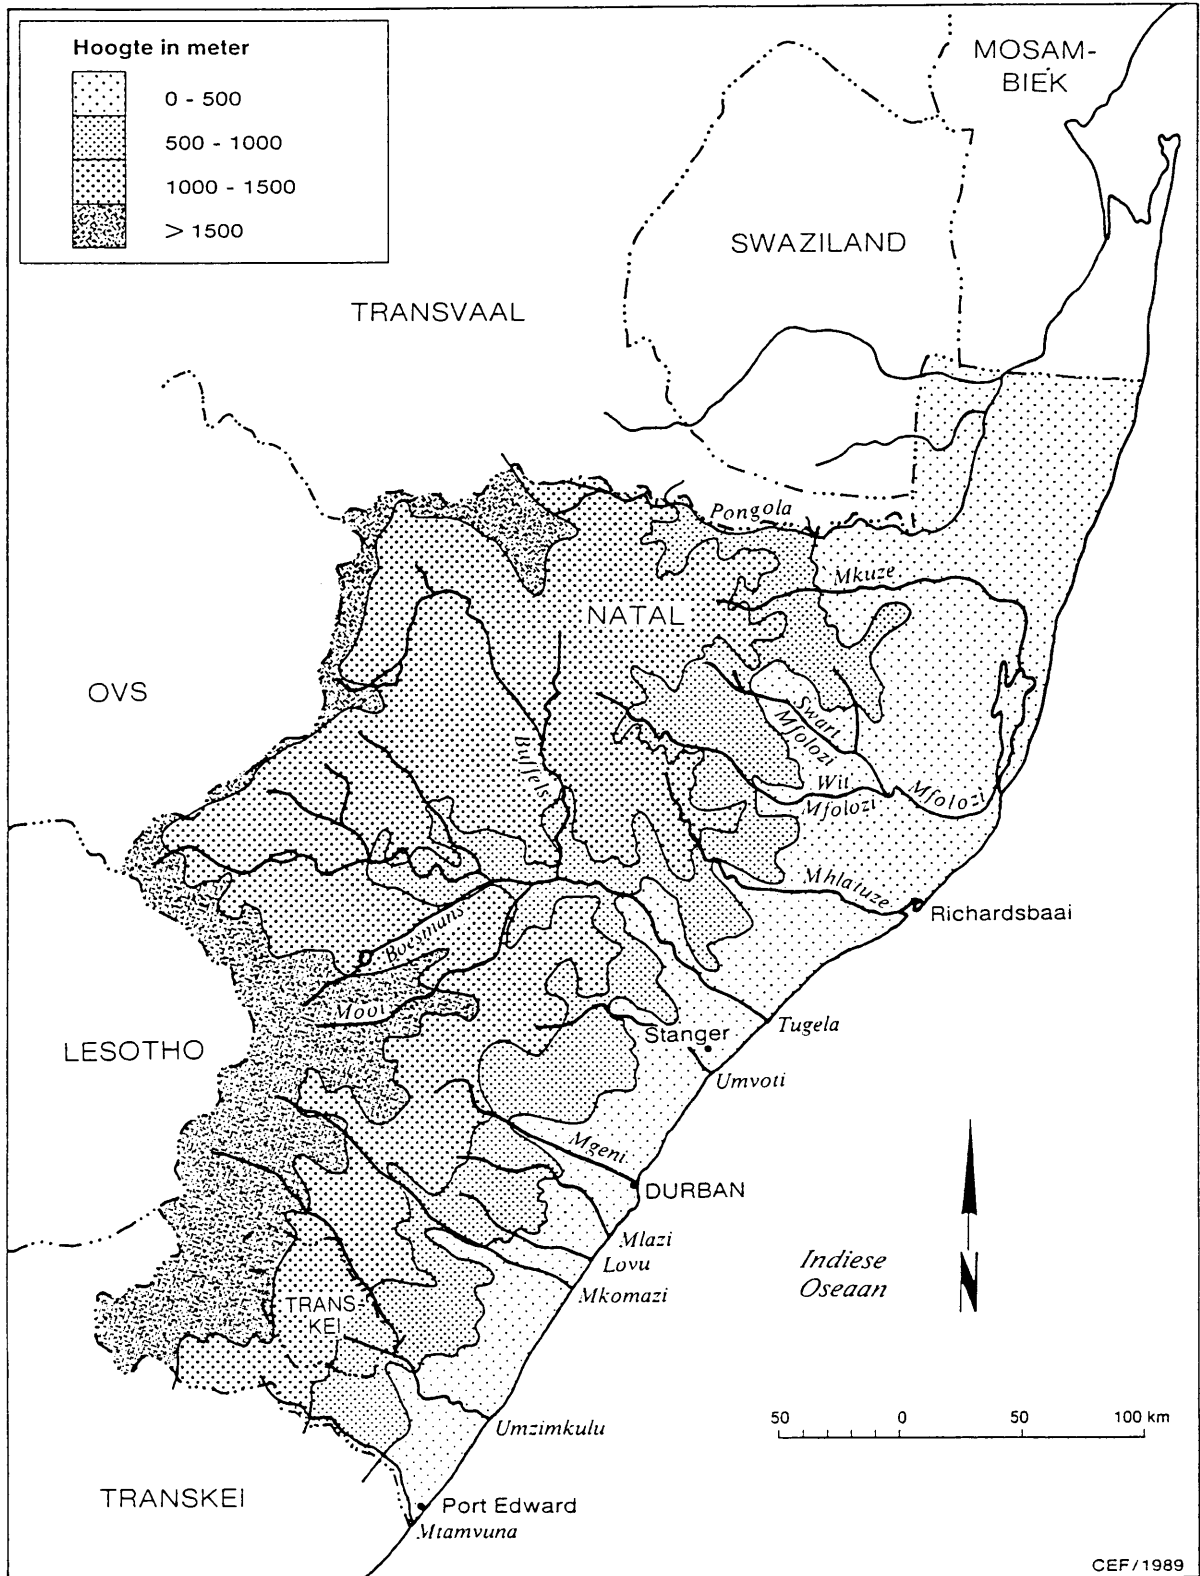 Hoogte in meter
0 - 500
500 - 1000
1000 - 1500
> 1500
MOSAM-
BIEK
SWAZILAND
TRANSVAAL
Pongola
Mkuze
NATAL
OVS
Swart
Mfolozi
Buffels
Wit
Mfolozi
Mfolozi
Mhlatuze
Richardsbaai
Boesmans
Mooi
Tugela
Stanger
LESOTHO
Umvoti
Mgeni
DURBAN
Mlazi
Lovu
Mkomazi
Indiese
Oseaan
N
TRANS-
KEI
50 0 50 100 km
Umzimkulu
TRANSKEI
Port Edward
Mtamvuna
CEF/1989